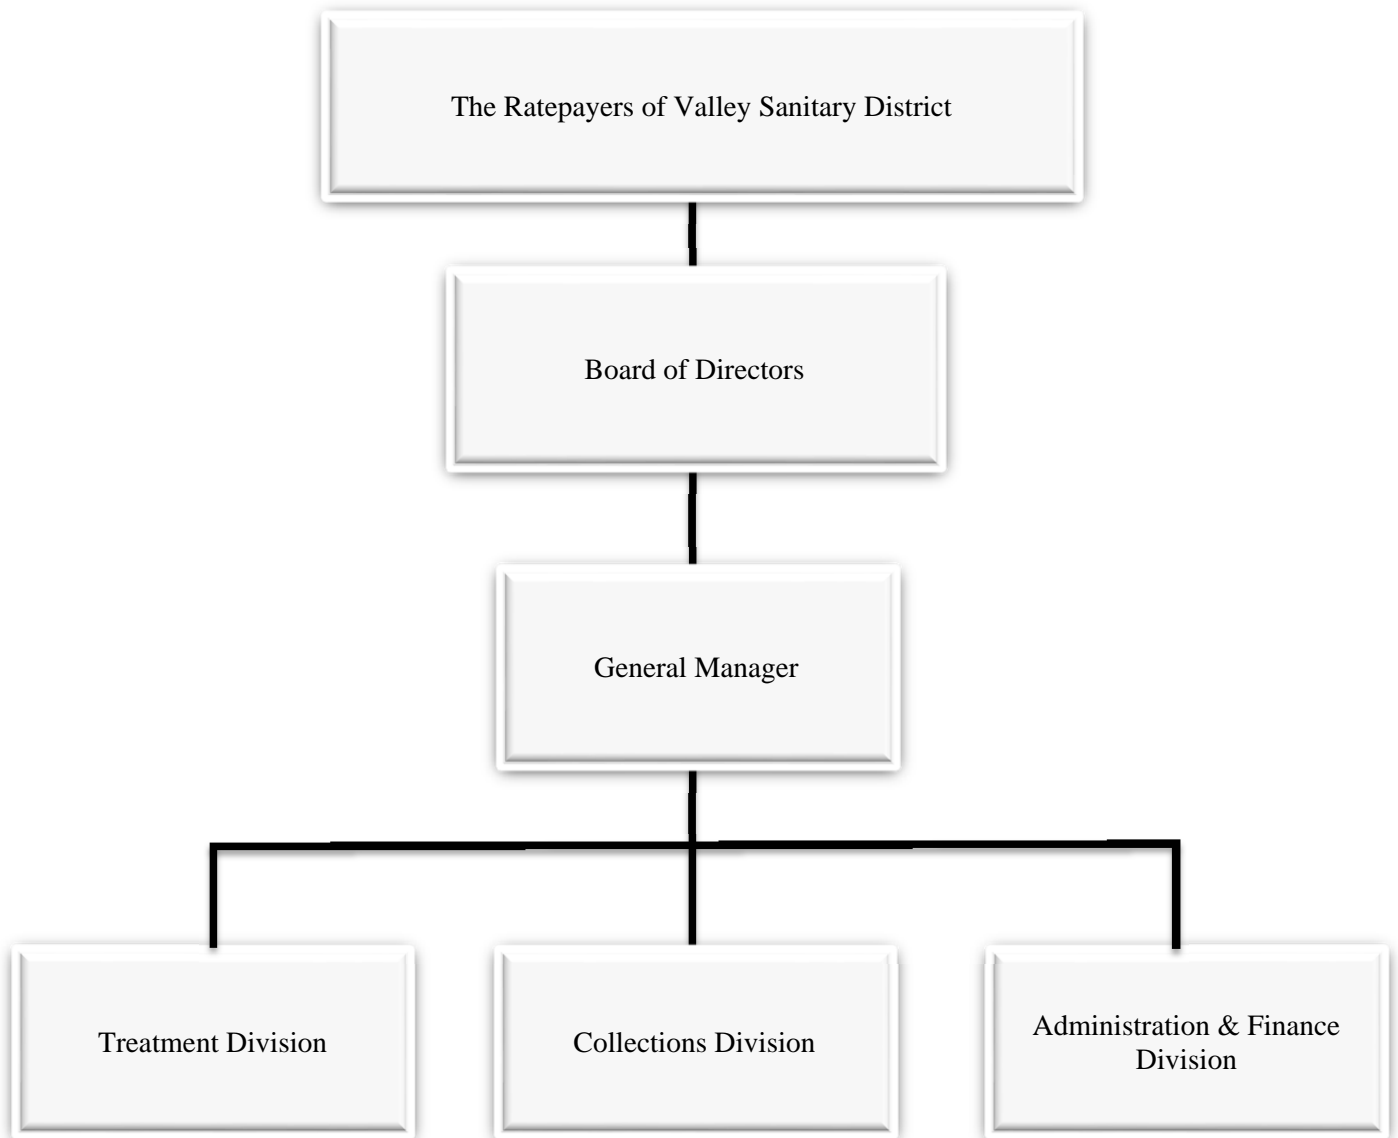 The Ratepayers of Valley Sanitary District
Board of Directors
General Manager
Treatment Division
Collections Division
Administration & Finance
Division